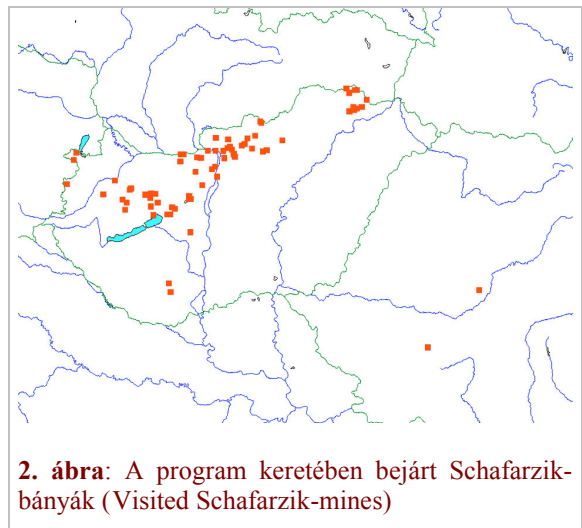 2. ábra: A program keretében bejárt Schafarzik-
bányák (Visited Schafarzik-mines)